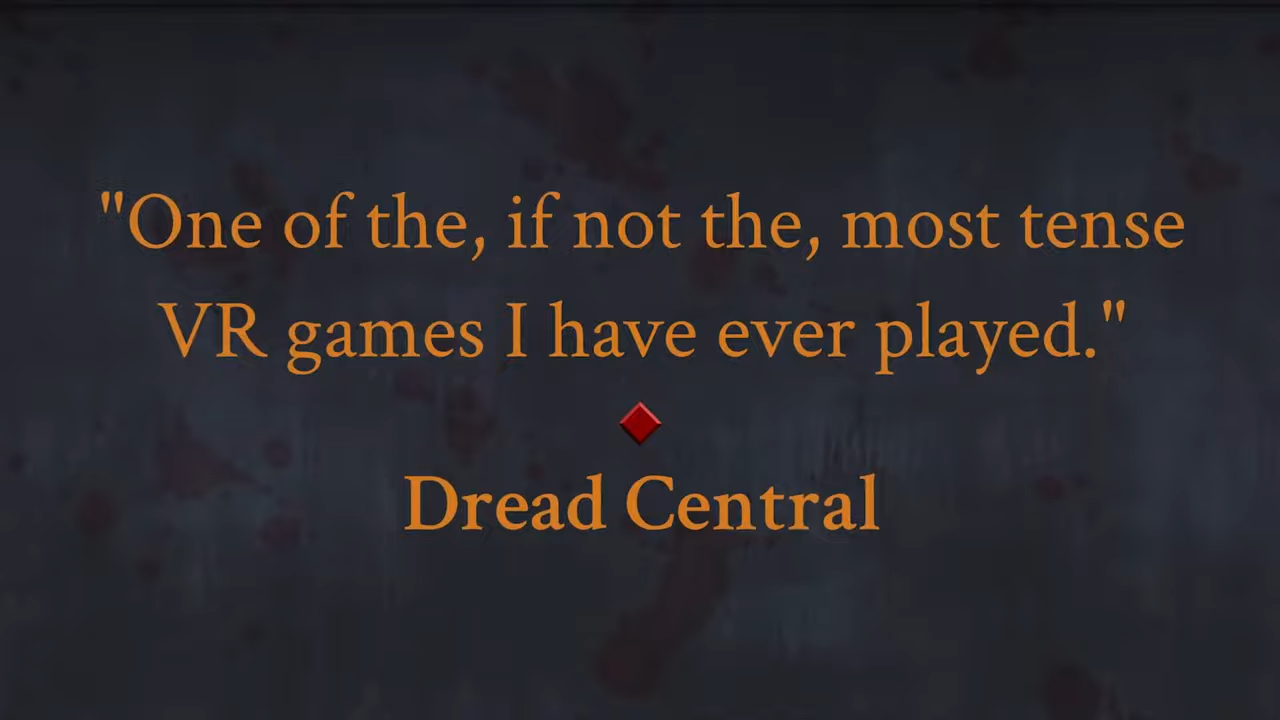 "One of the, if not the, most tense
VR games I have ever played."
Dread Central